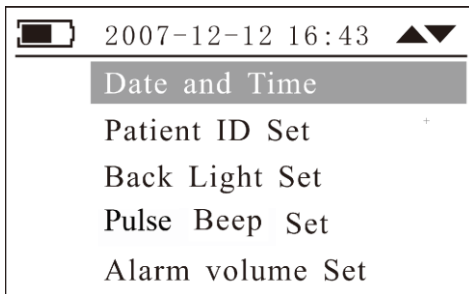 2007-12-12 16:43
Date and Time
Patient ID Set
Back Light Set
Pulse Beep Set
Alarm volume Set